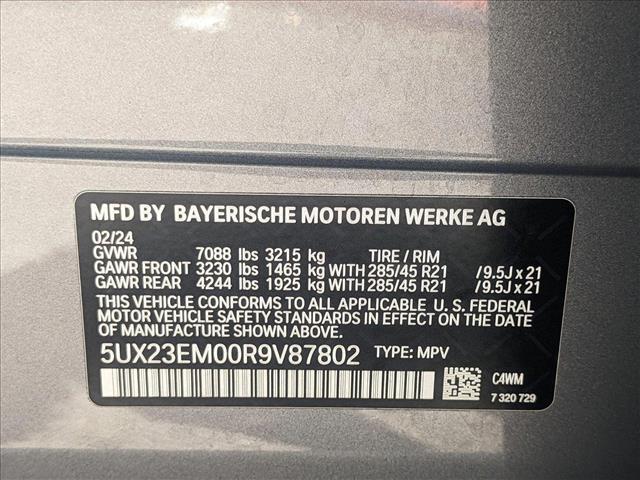 MFD BY BAYERISCHE MOTOREN WERKE AG
02/24
GVWR 7088 lbs 3215 kg TIRE / RIM
GAWR FRONT 3230 lbs 1465 kg WITH 285/45 R21 /9.5J x 21
GAWR REAR 4244 lbs 1925 kg WITH 285/45 R21 /9.5J x 21
THIS VEHICLE CONFORMS TO ALL APPLICABLE U. S. FEDERAL
MOTOR VEHICLE SAFETY STANDARDS IN EFFECT ON THE DATE
OF MANUFACTURE SHOWN ABOVE.
5UX23EM00R9V87802 TYPE: MPV
C4WM
7 320 729